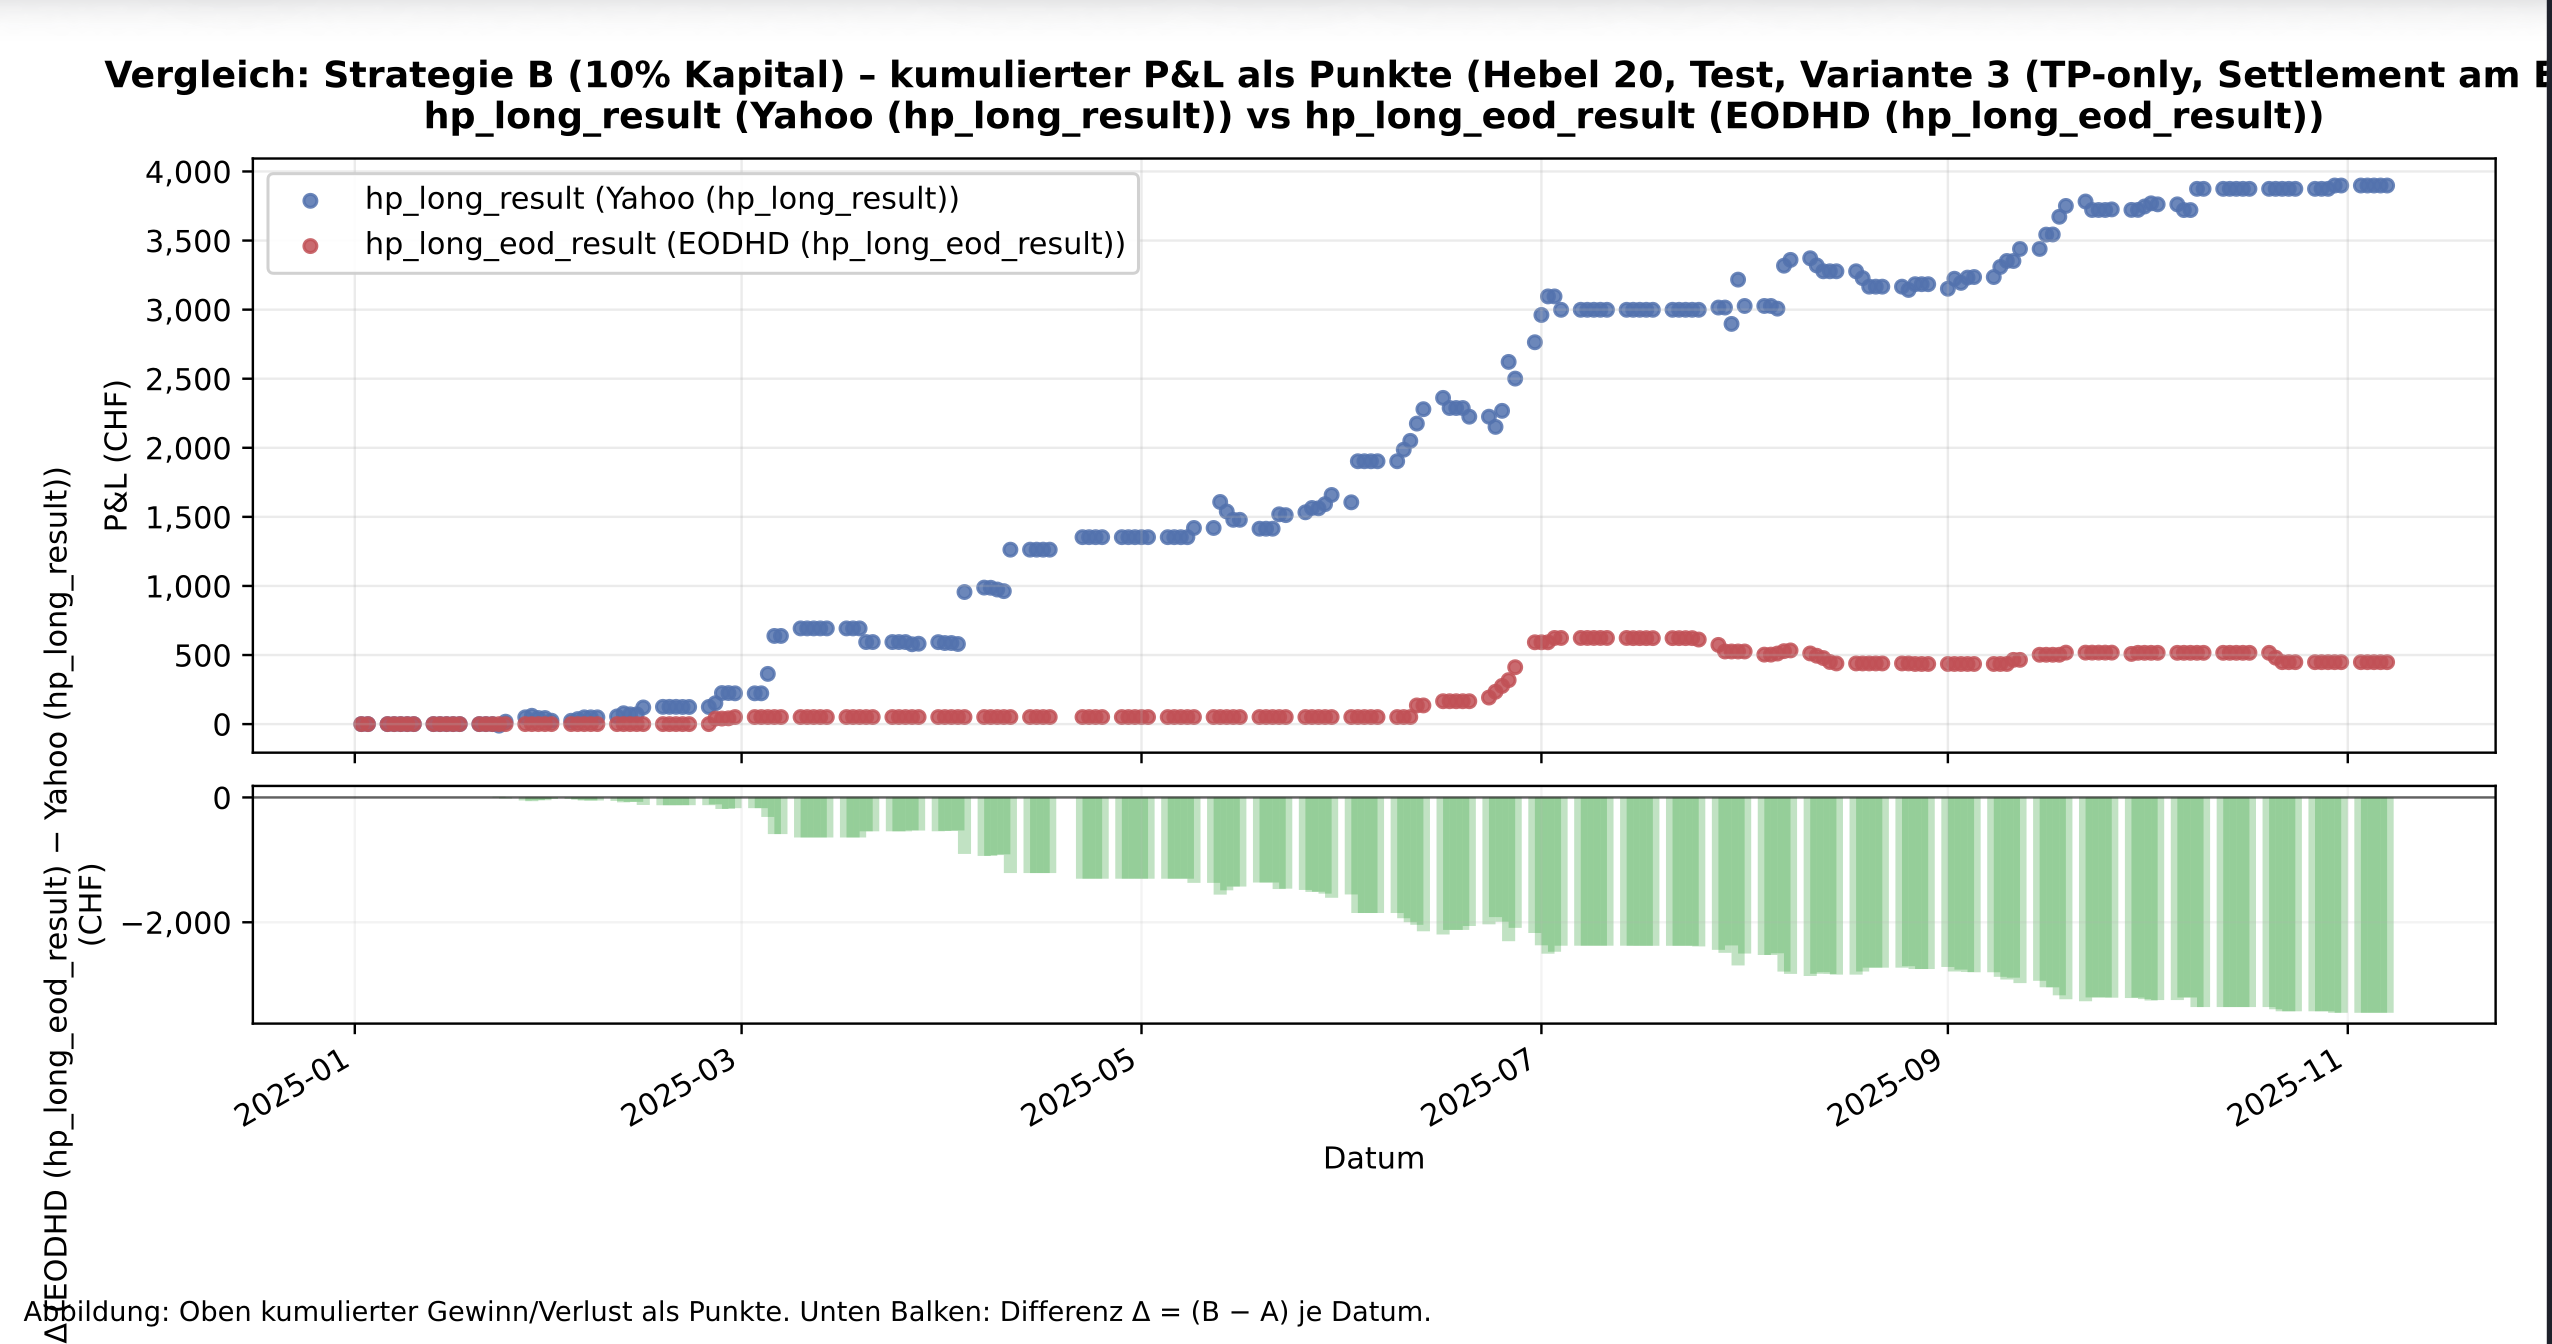 Vergleich: Strategie B (10% Kapital) – kumulierter P&L als Punkte (Hebel 20, Test, Variante 3 (TP-only, Settlement am
hp_long_result (Yahoo (hp_long_result)) vs hp_long_eod_result (EODHD (hp_long_eod_result))
4,000
3,500
3,000
2,500
2,000
1,500
1,000
500
0
P&L (CHF)
hp_long_result (Yahoo (hp_long_result))
hp_long_eod_result (EODHD (hp_long_eod_result))
0
−2,000
Δ (EODHD (hp_long_eod_result) − Yahoo (hp_long_result))
(CHF)
2025-01
2025-03
2025-05
2025-07
2025-09
2025-11
Datum
Abbildung: Oben kumulierter Gewinn/Verlust als Punkte. Unten Balken: Differenz Δ = (B − A) je Datum.